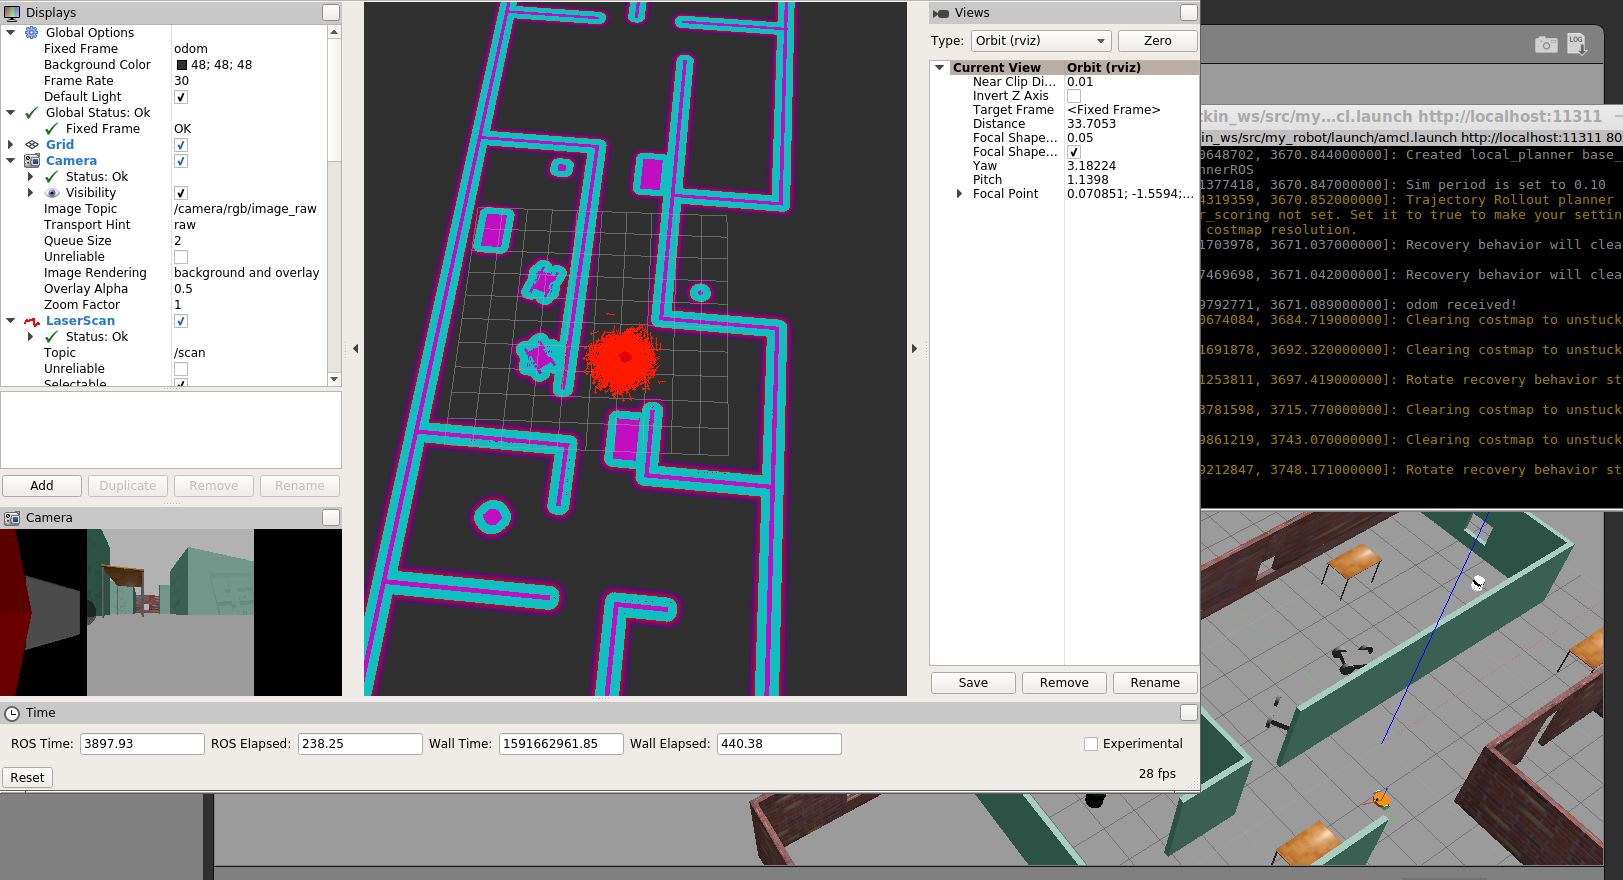 Displays
Global Options
Fixed Frame odom
Background Color 48; 48; 48
Frame Rate 30
Default Light
Global Status: Ok
Fixed Frame OK
Grid
Camera
Status: Ok
Visibility
Image Topic /camera/rgb/image_raw
Transport Hint raw
Queue Size 2
Unreliable
Image Rendering background and overlay
Overlay Alpha 0.5
Zoom Factor 1
LaserScan
Status: Ok
Topic /scan
Unreliable
Selectable
Add Duplicate Remove Rename
Camera
Views
Type: Orbit (rviz) Zero
Current View Orbit (rviz)
Near Clip Di... 0.01
Invert Z Axis
Target Frame <Fixed Frame>
Distance 33.7053
Focal Shape... 0.05
Focal Shape...
Yaw 3.18224
Pitch 1.1398
Focal Point 0.070851; -1.5594;...
Save Remove Rename
LOG
tkin_ws/src/my...cl.launch http://localhost:11311
in_ws/src/my_robot/launch/amcl.launch http://localhost:11311 80
0648702, 3670.844000000]: Created local_planner base_
nnerROS
1377418, 3670.847000000]: Sim period is set to 0.10
4319359, 3670.852000000]: Trajectory Rollout planner
r_scoring not set. Set it to true to make your settin
costmap resolution.
1703978, 3671.037000000]: Recovery behavior will clea
7469698, 3671.042000000]: Recovery behavior will clea
9792771, 3671.089000000]: odom received!
0674084, 3684.719000000]: Clearing costmap to unstuck
1691878, 3692.320000000]: Clearing costmap to unstuck
1253811, 3697.419000000]: Rotate recovery behavior st
3781598, 3715.770000000]: Clearing costmap to unstuck
9861219, 3743.070000000]: Clearing costmap to unstuck
9212847, 3748.171000000]: Rotate recovery behavior st
Time
ROS Time: 3897.93 ROS Elapsed: 238.25 Wall Time: 1591662961.85 Wall Elapsed: 440.38 Experimental
Reset 28 fps